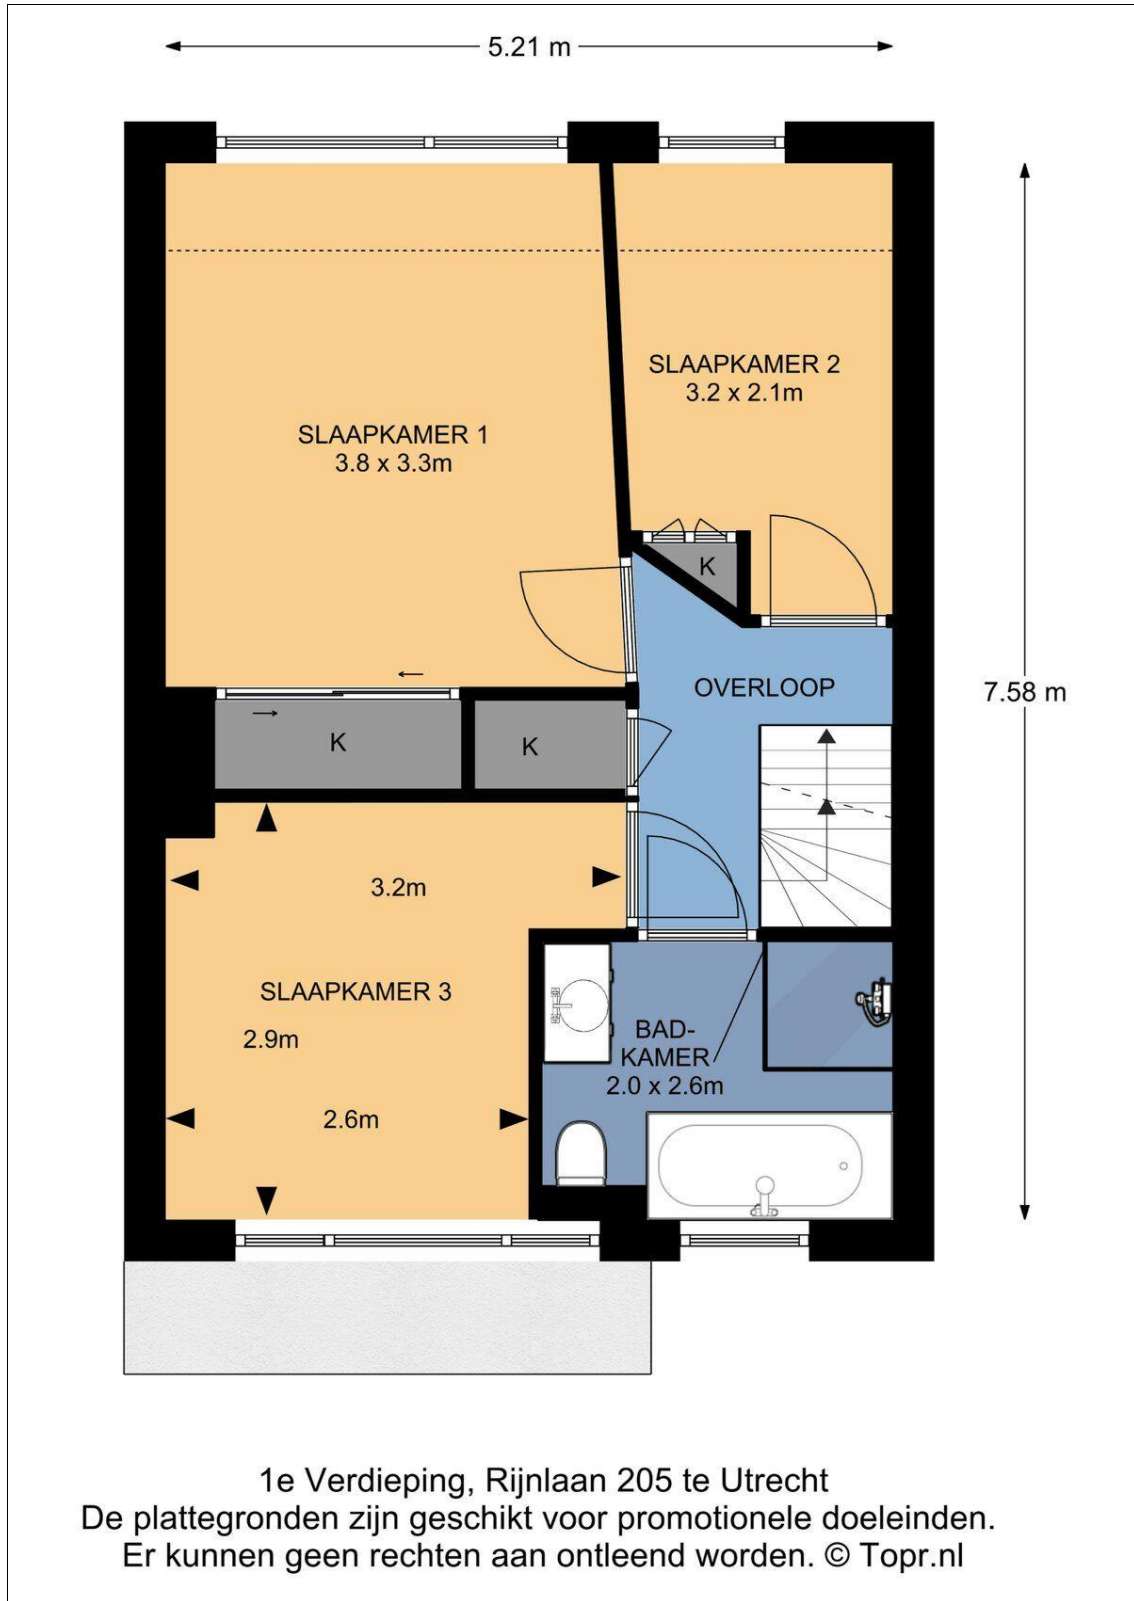 5.21 m
SLAAPKAMER 2
3.2 x 2.1m
SLAAPKAMER 1
3.8 x 3.3m
K
OVERLOOP
7.58 m
K
K
3.2m
SLAAPKAMER 3
2.9m
BAD-
KAMER
2.0 x 2.6m
2.6m
1e Verdieping, Rijnlaan 205 te Utrecht
De plattegronden zijn geschikt voor promotionele doeleinden.
Er kunnen geen rechten aan ontleend worden. © Topr.nl